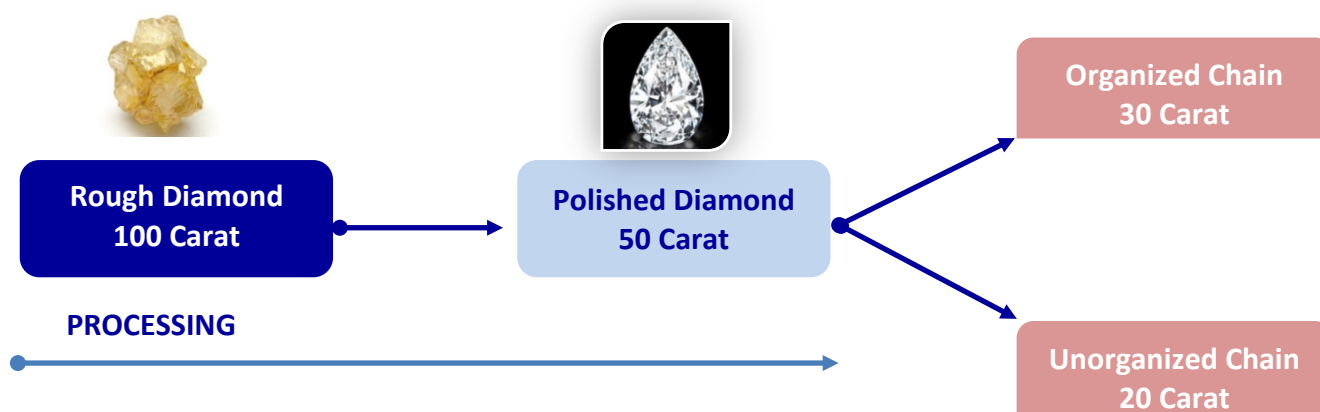 Rough Diamond
100 Carat
Polished Diamond
50 Carat
Organized Chain
30 Carat
Unorganized Chain
20 Carat
PROCESSING